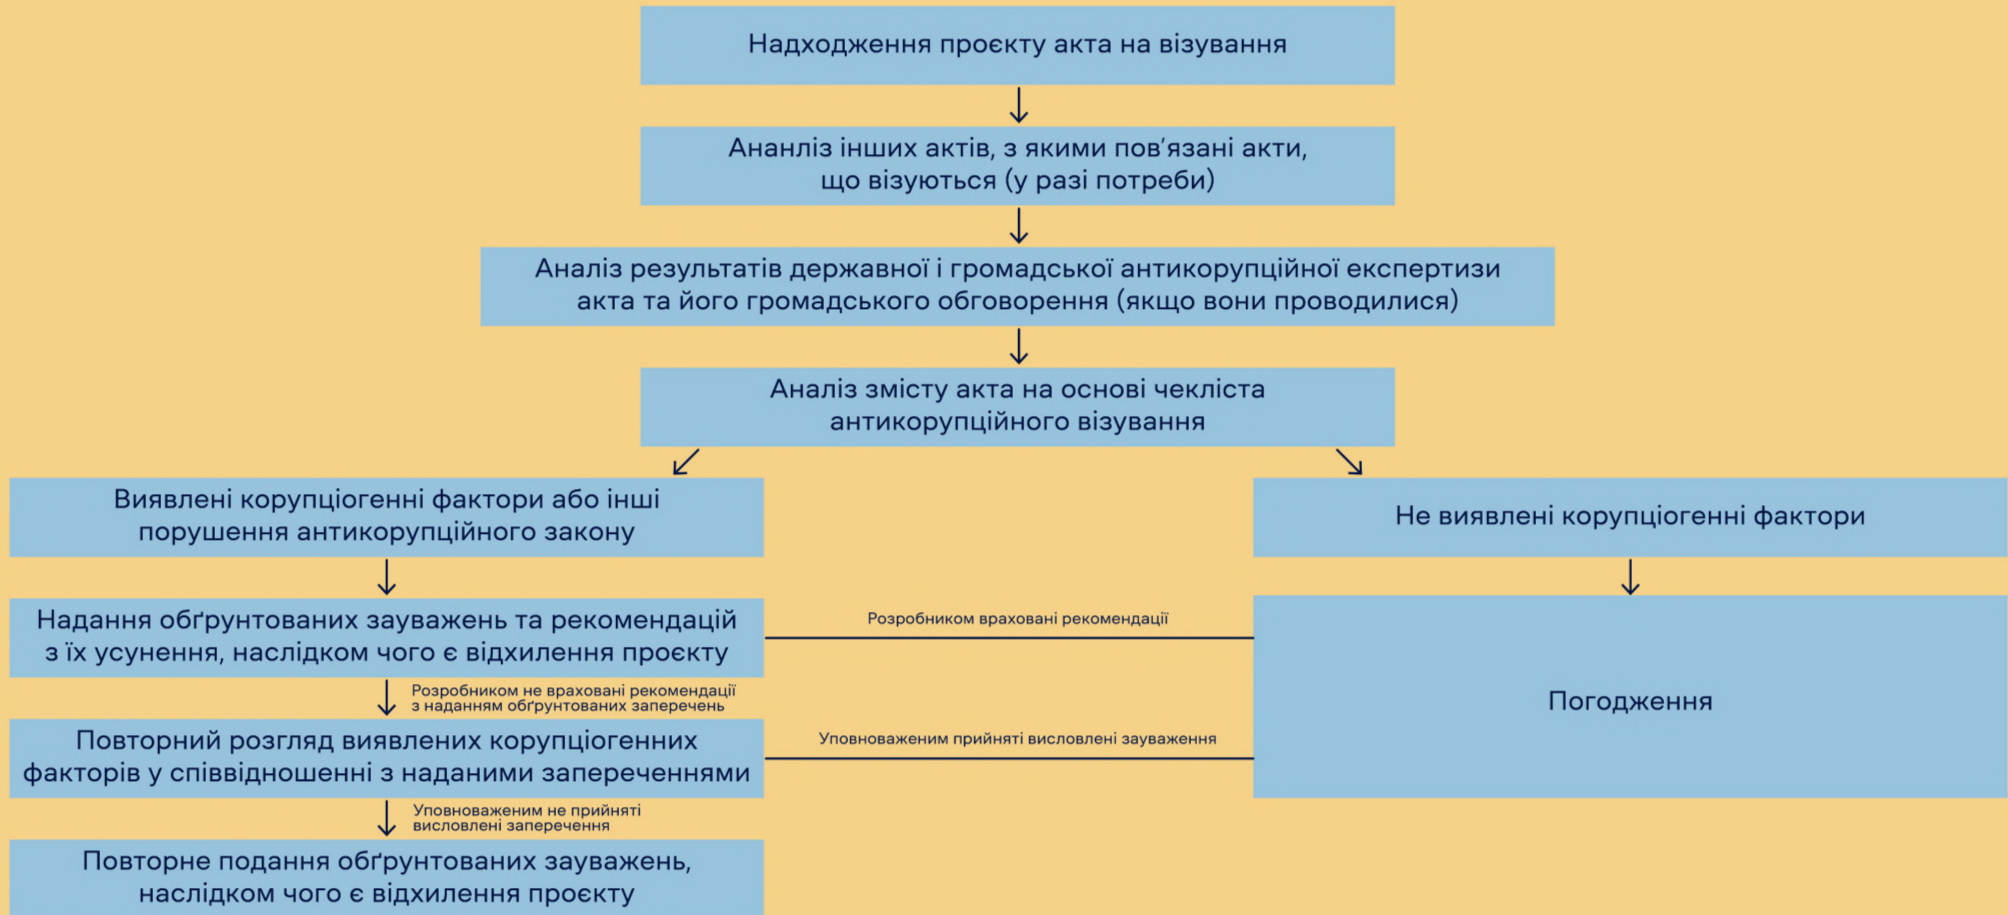 Надходження проєкту акта на візування
Ананліз інших актів, з якими пов’язані акти,
що візуються (у разі потреби)
Аналіз результатів державної і громадської антикорупційної експертизи
акта та його громадського обговорення (якщо вони проводилися)
Аналіз змісту акта на основі чекліста
антикорупційного візування
Виявлені корупціогенні фактори або інші
порушення антикорупційного закону
Не виявлені корупціогенні фактори
Надання обґрунтованих зауважень та рекомендацій
з їх усунення, наслідком чого є відхилення проєкту
Розробником враховані рекомендації
Розробником не враховані рекомендації
з наданням обґрунтованих заперечень
Погодження
Повторний розгляд виявлених корупціогенних
факторів у співвідношенні з наданими запереченнями
Уповноваженим прийняті висловлені зауваження
Уповноваженим не прийняті
висловлені заперечення
Повторне подання обґрунтованих зауважень,
наслідком чого є відхилення проєкту